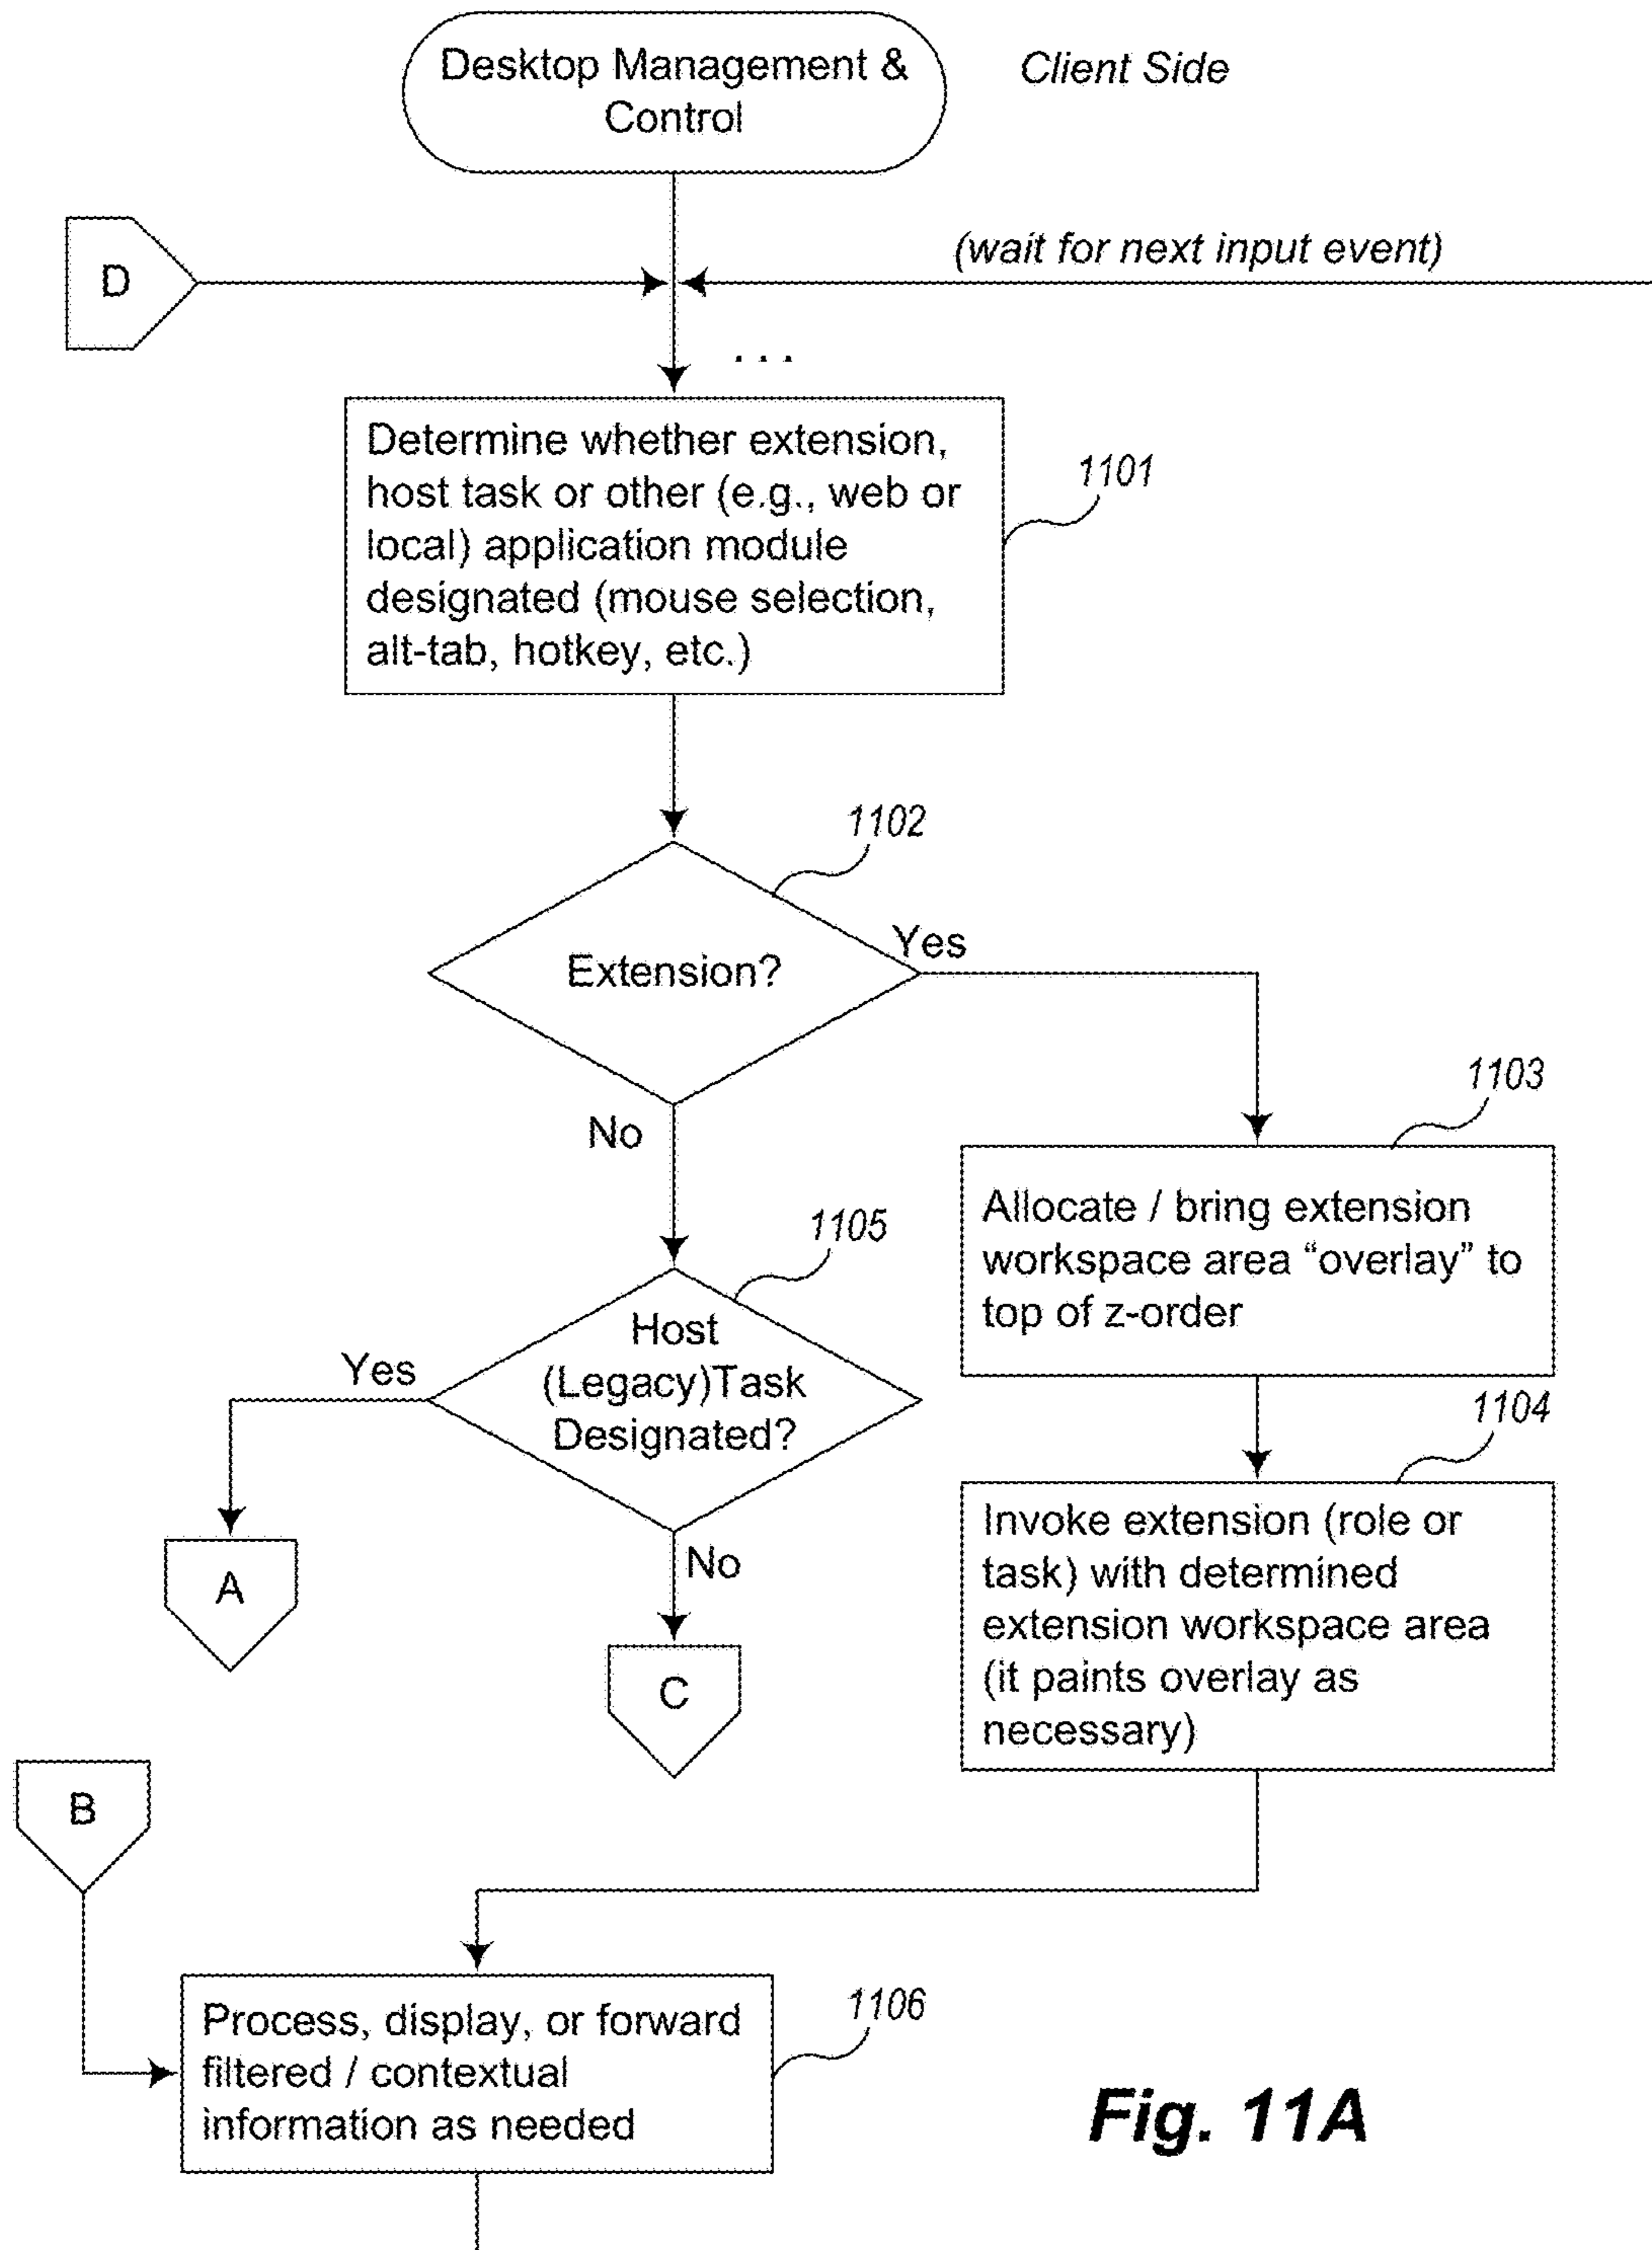 Desktop Management &
Control
Client Side
D
(wait for next input event)
. . .
Determine whether extension,
host task or other (e.g., web or
local) application module
designated (mouse selection,
alt-tab, hotkey, etc.)
1101
1102
Extension?
Yes
No
1103
Allocate / bring extension
workspace area “overlay” to
top of z-order
1105
Host
(Legacy)Task
Designated?
Yes
No
1104
Invoke extension (role or
task) with determined
extension workspace area
(it paints overlay as
necessary)
A
C
B
Process, display, or forward
filtered / contextual
information as needed
1106
Fig. 11A